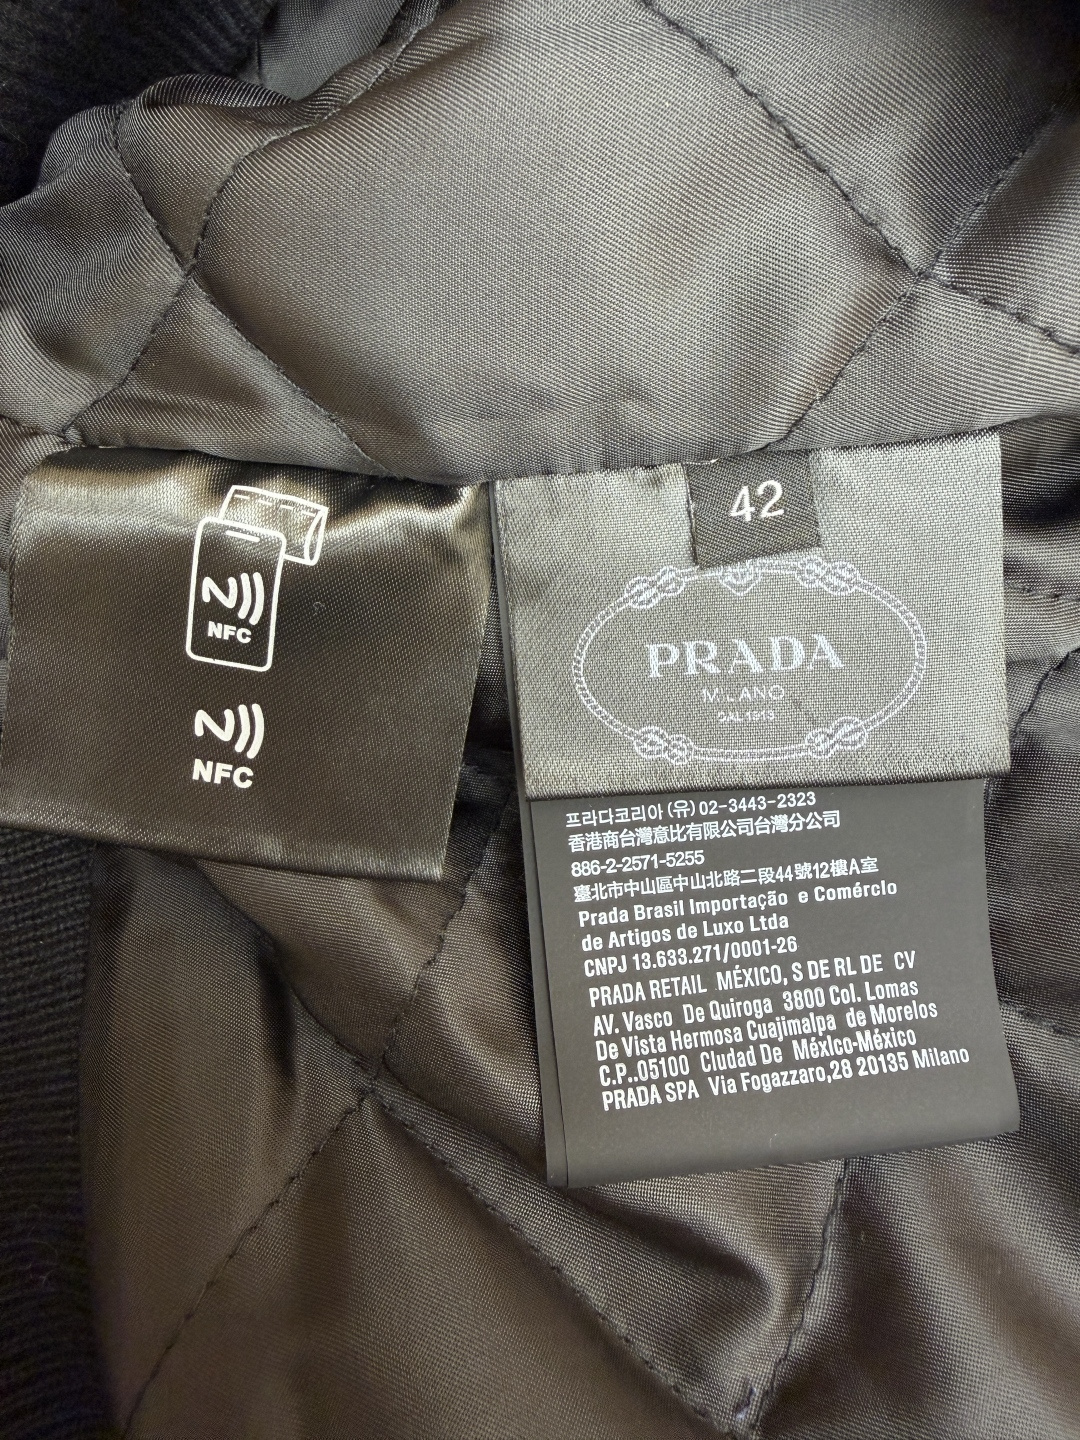 NFC
NFC
42
PRADA
MILANO
DAL 1913
프라다코리아 (유) 02-3443-2323
香港商台灣意比有限公司台灣分公司
886-2-2571-5255
臺北市中山區中山北路二段44號12樓A室
Prada Brasil Importação e Comércio
de Artigos de Luxo Ltda
CNPJ 13.633.271/0001-26
PRADA RETAIL MÉXICO, S DE RL DE CV
AV. Vasco De Quiroga 3800 Col. Lomas
De Vista Hermosa Cuajimalpa de Morelos
C.P..05100 CIudad De MéxIco-México
PRADA SPA Via Fogazzaro,28 20135 Milano